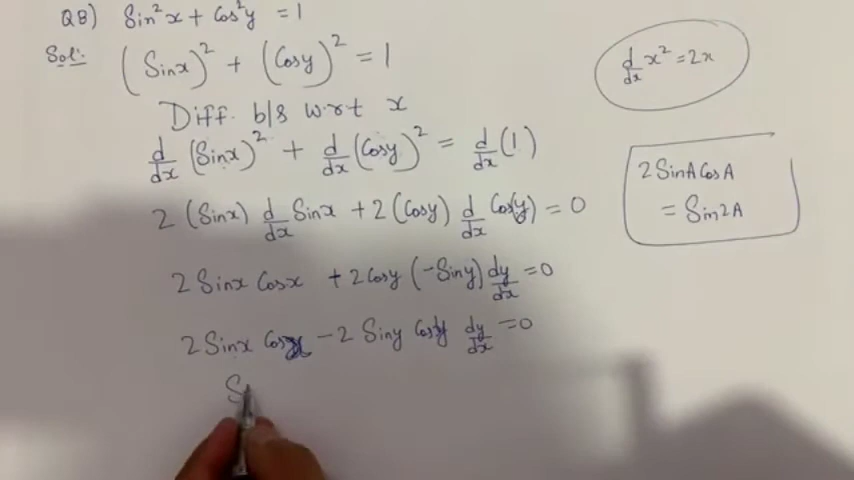 Q8) Sin²x + Cos²y = 1
Sol:
(Sinx)² + (Cosy)² = 1
Diff. b/s w.r.t x
d/dx (Sinx)² + d/dx (Cosy)² = d/dx (1)
2 (Sinx) d/dx Sinx + 2 (Cosy) d/dx Cos(y) = 0
2 Sinx Cosx + 2 Cosy (-Siny) dy/dx = 0
2 Sinx Cosx - 2 Siny Cosy dy/dx = 0
S
d/dx x² = 2x
2 SinA CosA
= Sin2A